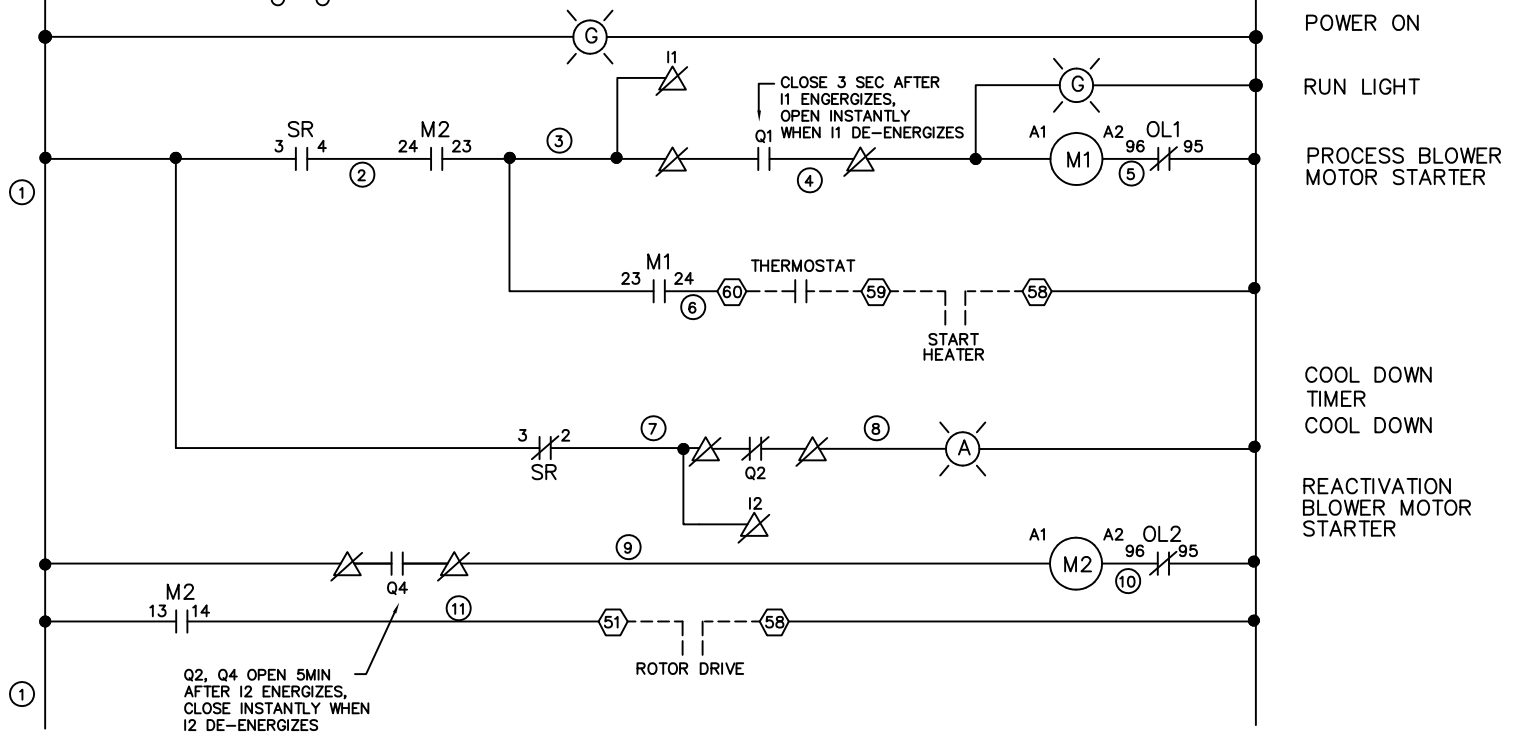 G
POWER ON
I1
CLOSE 3 SEC AFTER
I1 ENGERGIZES,
OPEN INSTANTLY
WHEN I1 DE-ENERGIZES
G
RUN LIGHT
SR
3 4
2
M2
24 23
3
Q1
4
A1
M1
A2
96
OL1
95
5
PROCESS BLOWER
MOTOR STARTER
1
M1
23 24
6
60
THERMOSTAT
59
58
START
HEATER
COOL DOWN
TIMER
COOL DOWN
3 2
SR
7
Q2
8
A
I2
REACTIVATION
BLOWER MOTOR
STARTER
Q4
9
A1
M2
A2
96
OL2
95
10
M2
13 14
11
51
58
ROTOR DRIVE
1
Q2, Q4 OPEN 5MIN
AFTER I2 ENERGIZES,
CLOSE INSTANTLY WHEN
I2 DE-ENERGIZES